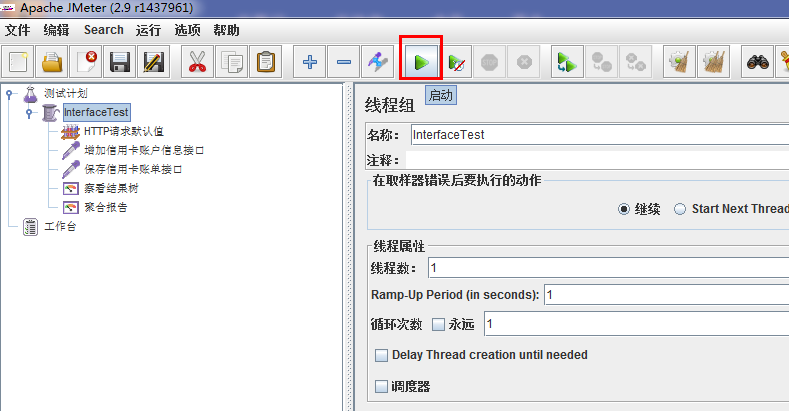 Apache JMeter (2.9 r1437961)
文件 编辑 Search 运行 选项 帮助
启动
测试计划
InterfaceTest
HTTP请求默认值
增加信用卡账户信息接口
保存信用卡账单接口
察看结果树
聚合报告
工作台
线程组
名称: InterfaceTest
注释:
在取样器错误后要执行的动作
继续 Start Next Thread
线程属性
线程数: 1
Ramp-Up Period (in seconds): 1
循环次数 永远 1
Delay Thread creation until needed
调度器